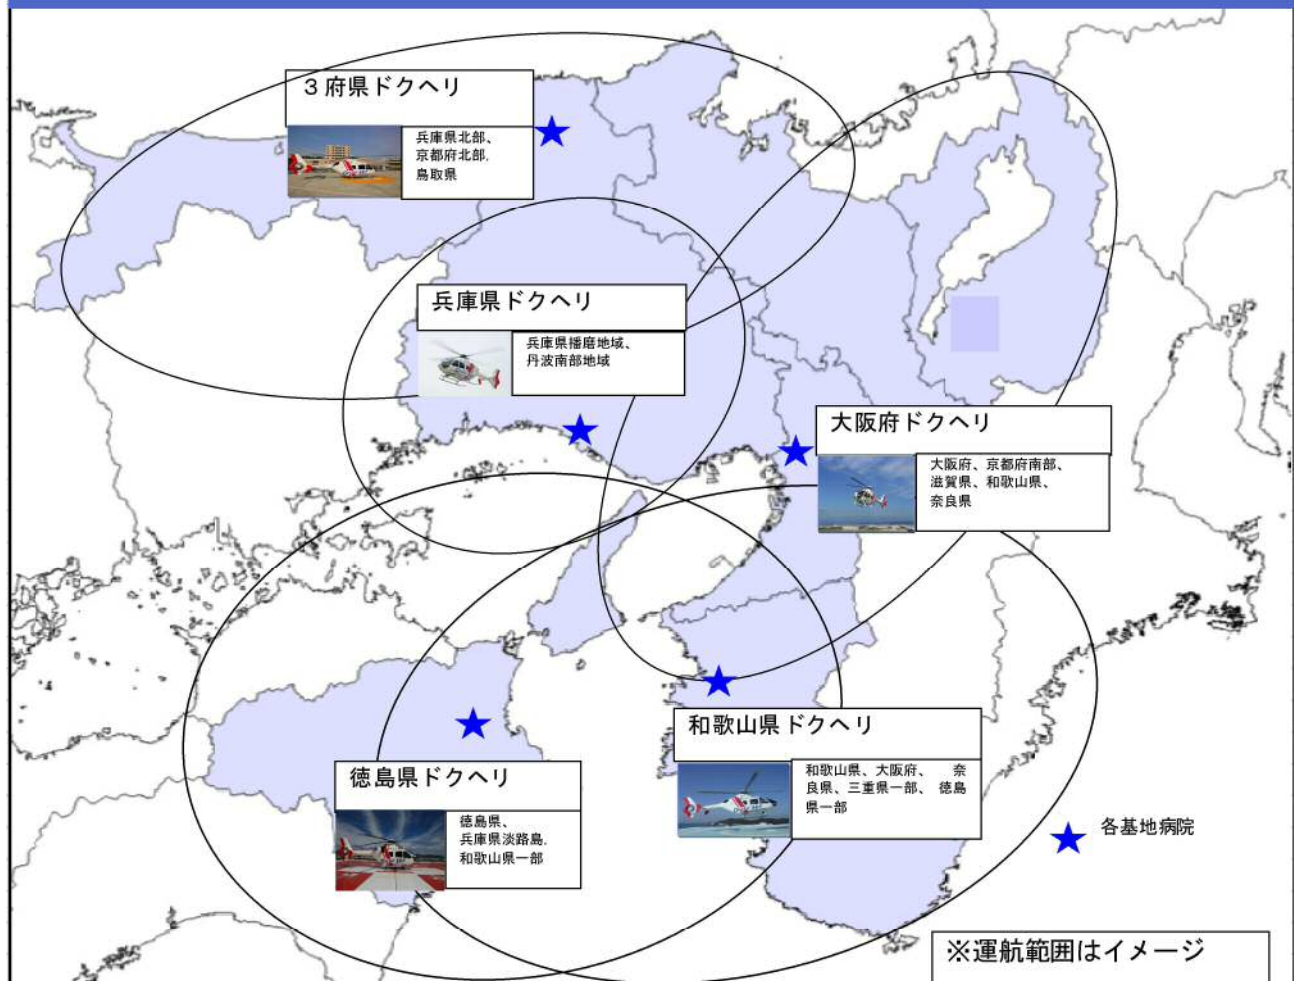 ３府県ドクヘリ
兵庫県北部、
京都府北部、
鳥取県
兵庫県ドクヘリ
兵庫県播磨地域、
丹波南部地域
大阪府ドクヘリ
大阪府、京都府南部、
滋賀県、和歌山県、
奈良県
和歌山県ドクヘリ
和歌山県、大阪府、　奈
良県、三重県一部、　徳島
県一部
徳島県ドクヘリ
徳島県、
兵庫県淡路島、
和歌山県一部
各基地病院
※運航範囲はイメージ